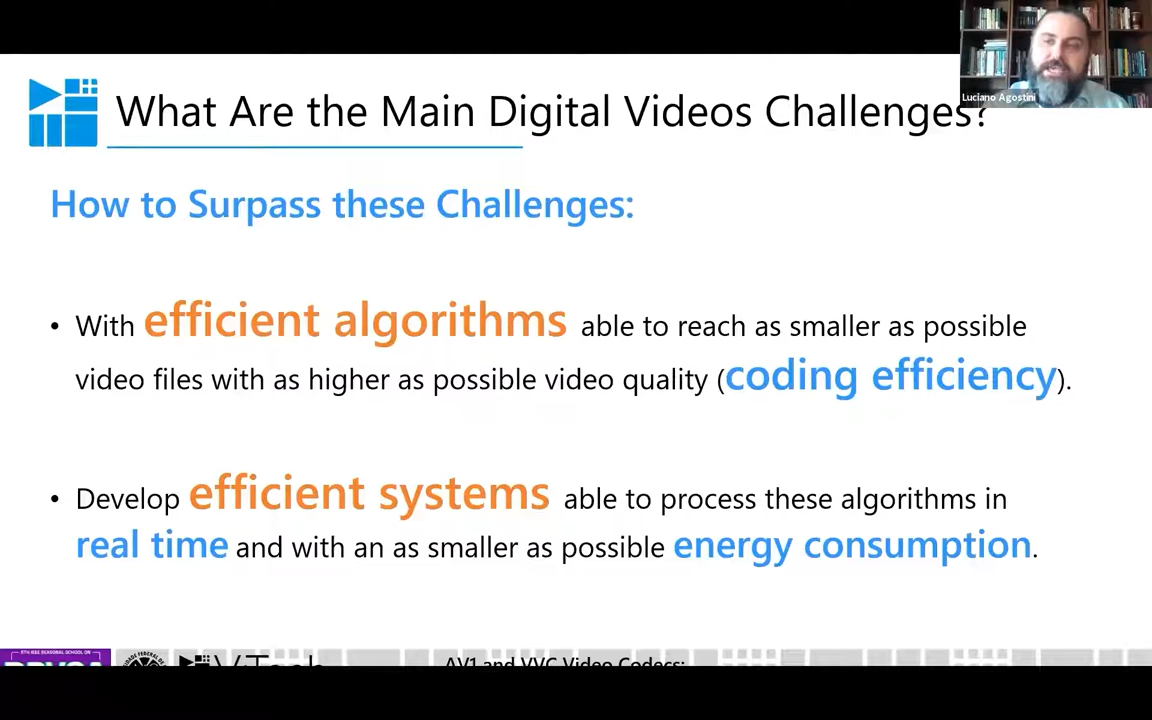 Luciano Agostini
What Are the Main Digital Videos Challenges?
How to Surpass these Challenges:
• With efficient algorithms able to reach as smaller as possible
video files with as higher as possible video quality (coding efficiency).
• Develop efficient systems able to process these algorithms in
real time and with an as smaller as possible energy consumption.
AV1 and VVC Video Codecs: